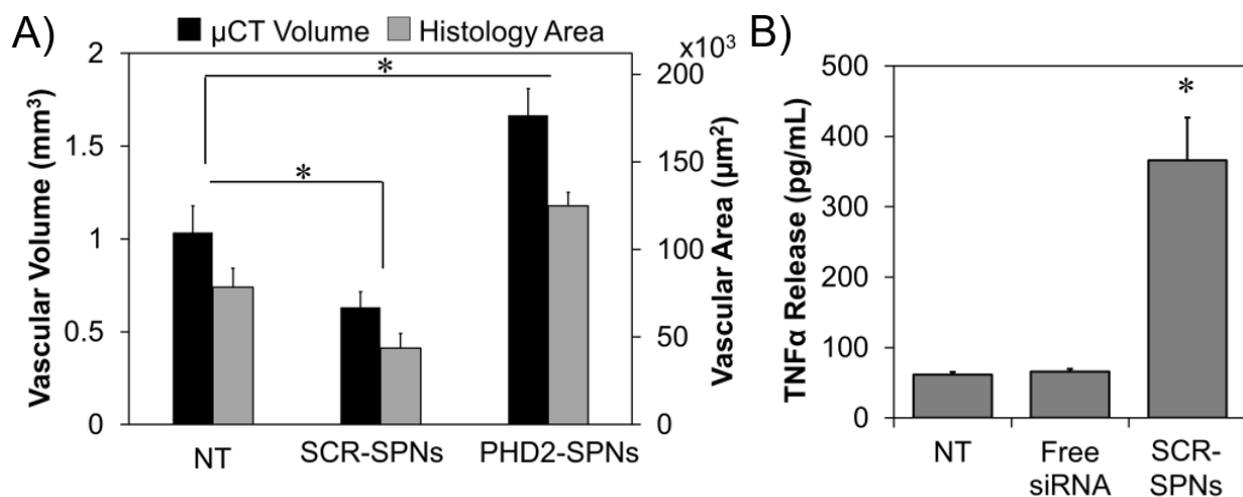 A)
µCT Volume
Histology Area
x10³
Vascular Volume (mm³)
2
1.5
1
0.5
0
*
*
200
150
100
50
0
Vascular Area (µm²)
NT
SCR-SPNs
PHD2-SPNs
B)
TNFα Release (pg/mL)
500
400
300
200
100
0
*
NT
Free
siRNA
SCR-
SPNs